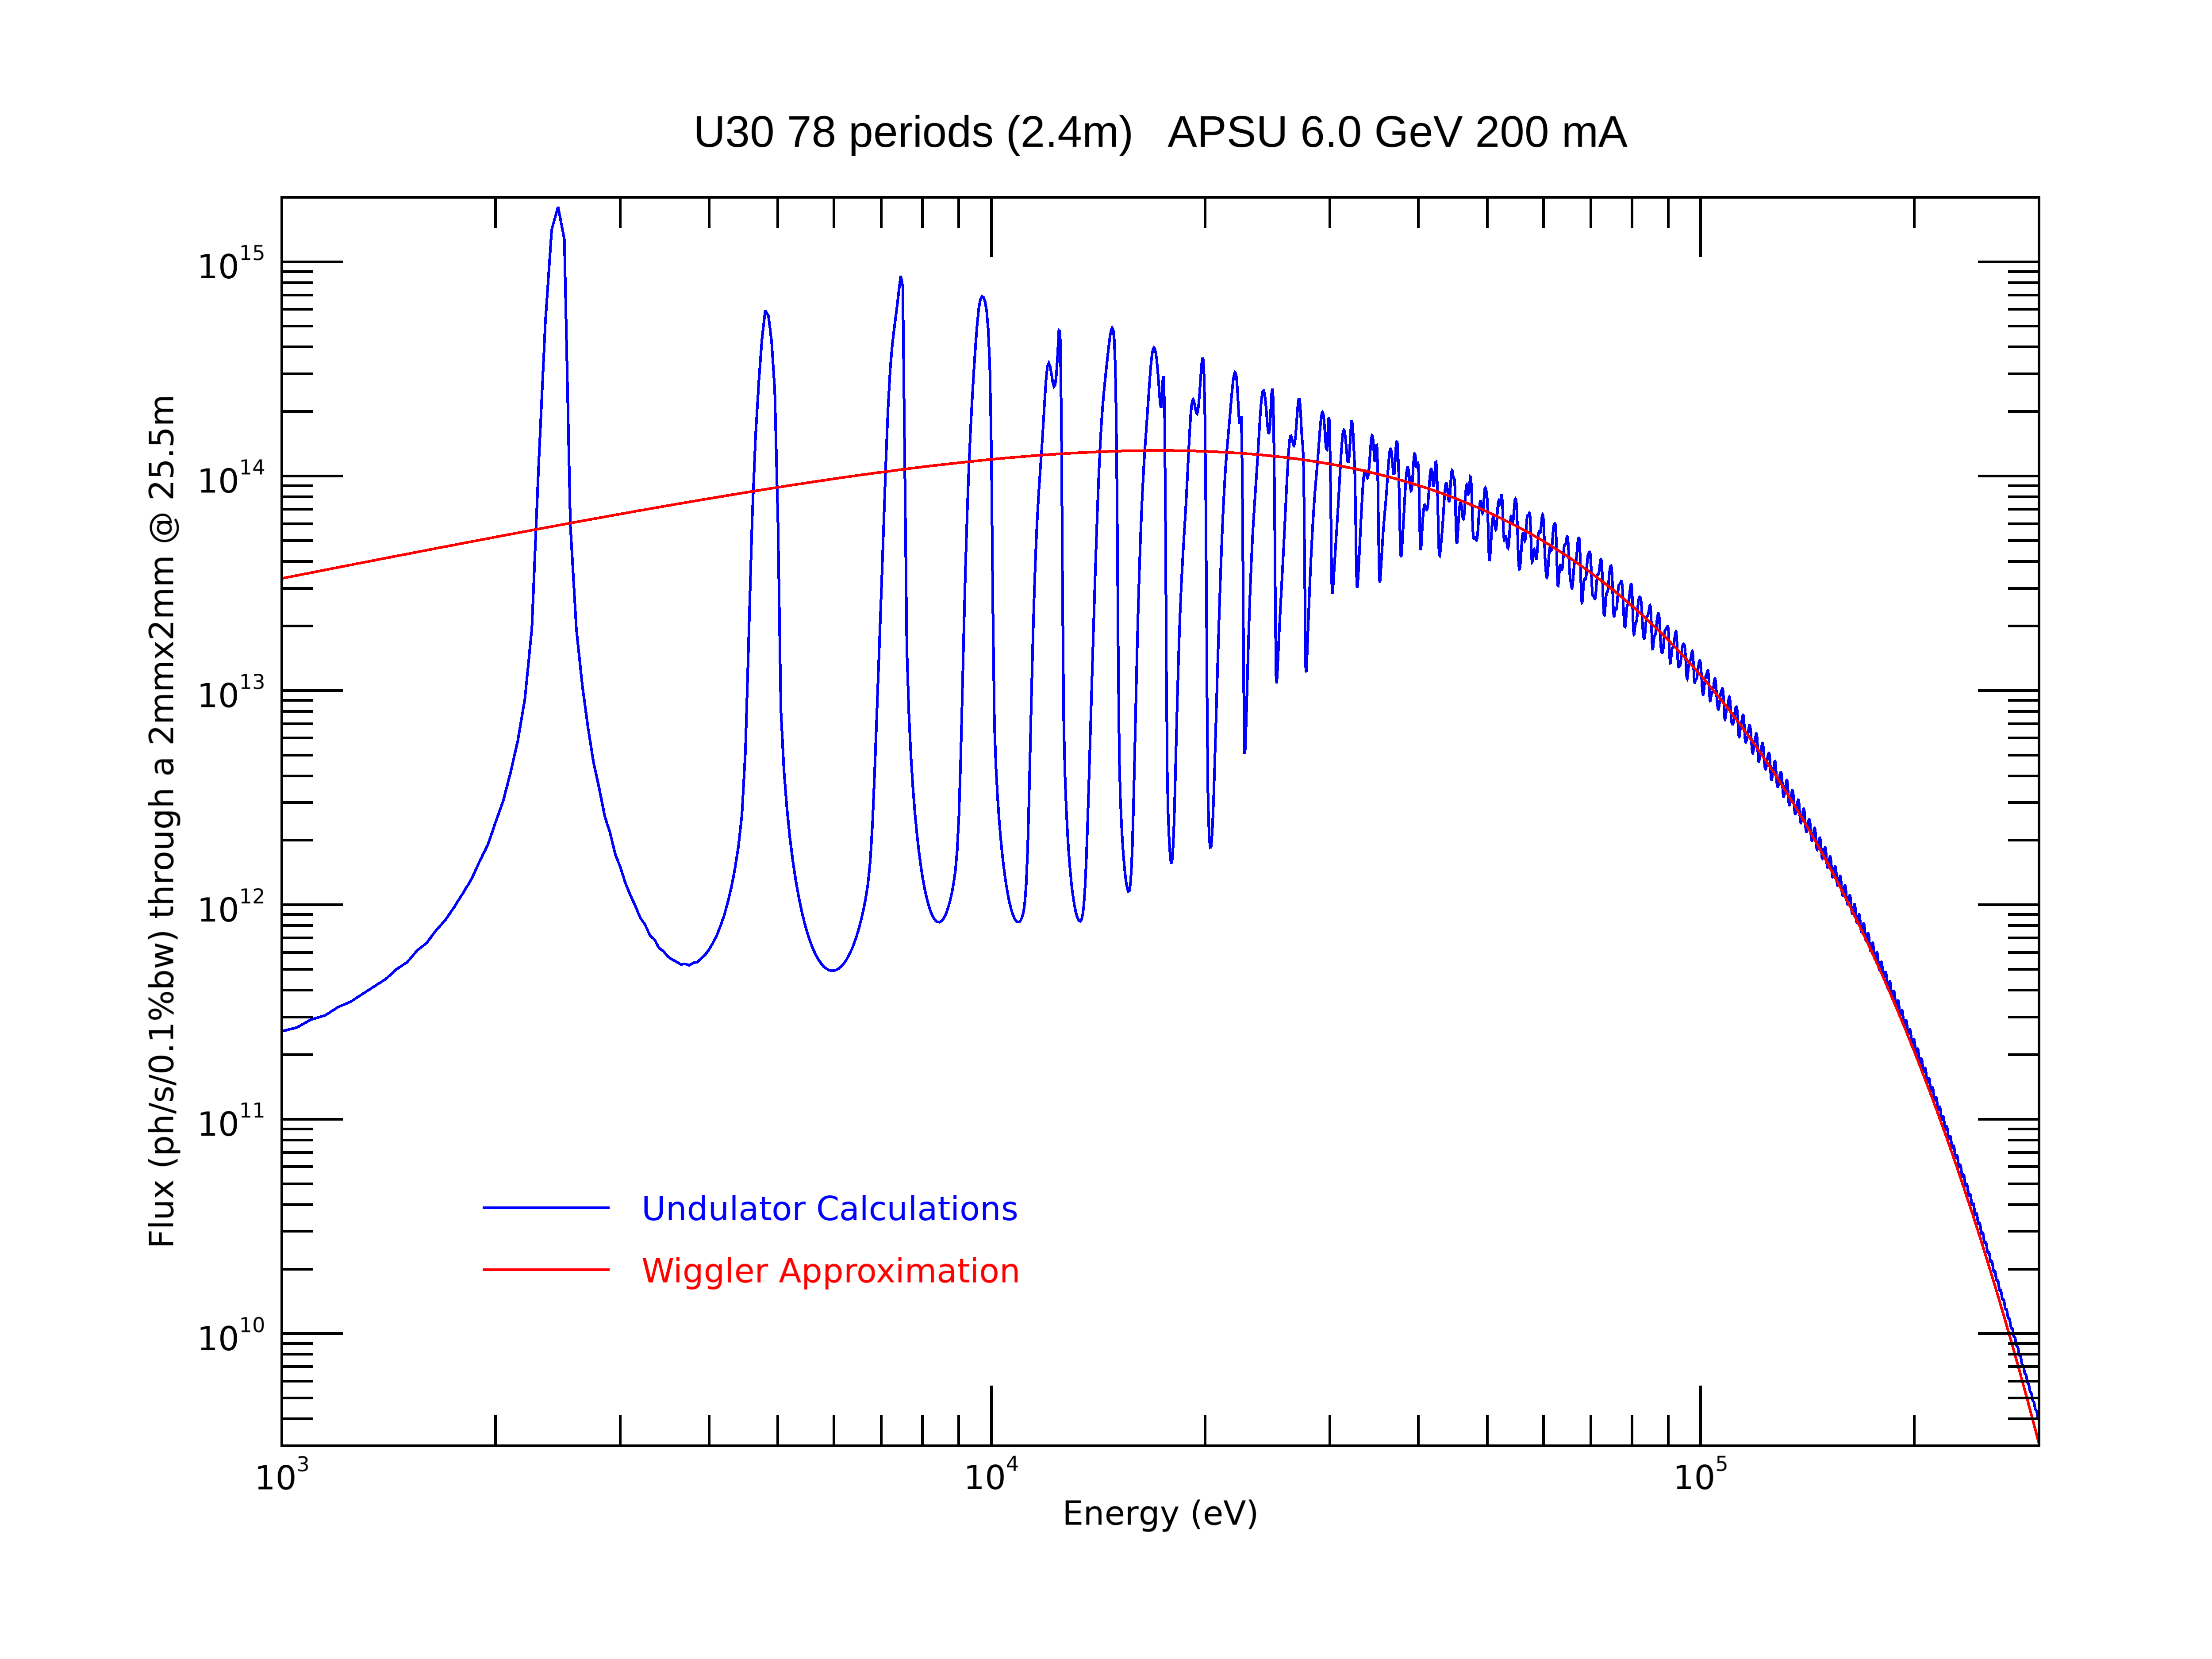 U30 78 periods (2.4m)   APSU 6.0 GeV 200 mA
Flux (ph/s/0.1%bw) through a 2mmx2mm @ 25.5m
10^15
10^14
10^13
10^12
10^11
10^10
Undulator Calculations
Wiggler Approximation
10^3
10^4
10^5
Energy (eV)